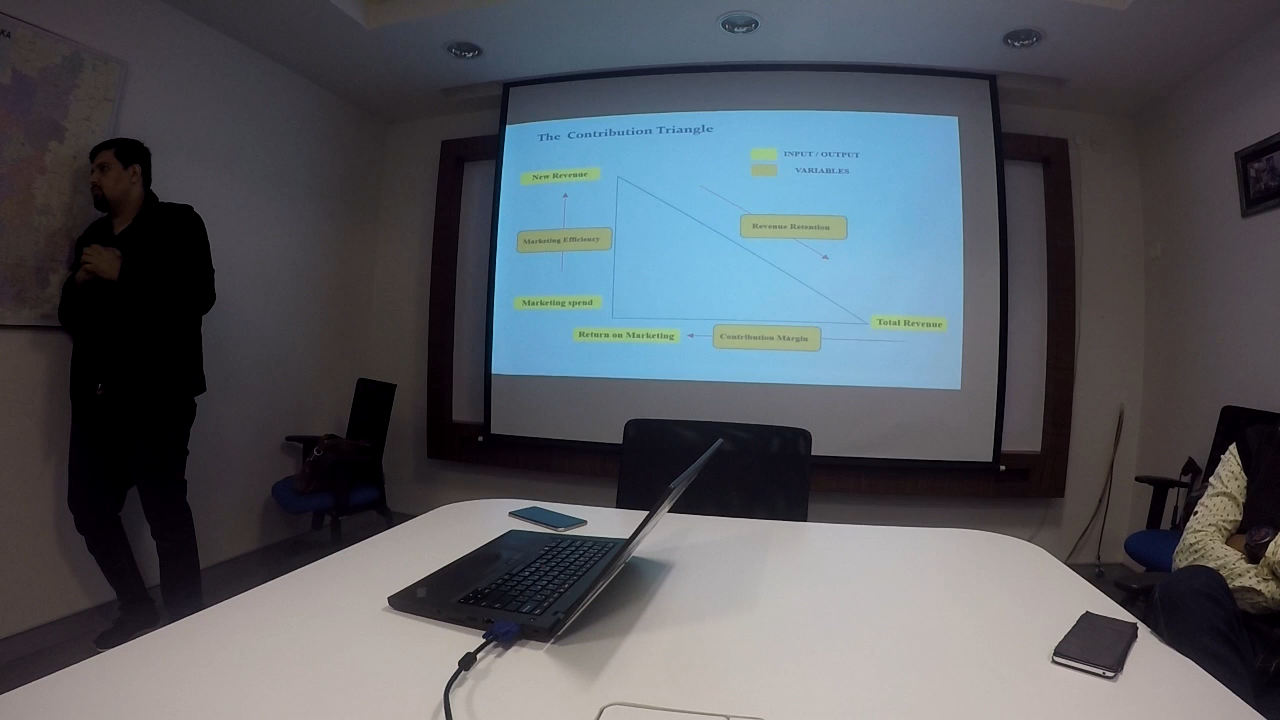 KA
The Contribution Triangle
INPUT / OUTPUT
VARIABLES
New Revenue
Revenue Retention
Marketing Efficiency
Marketing spend
Total Revenue
Return on Marketing
Contribution Margin